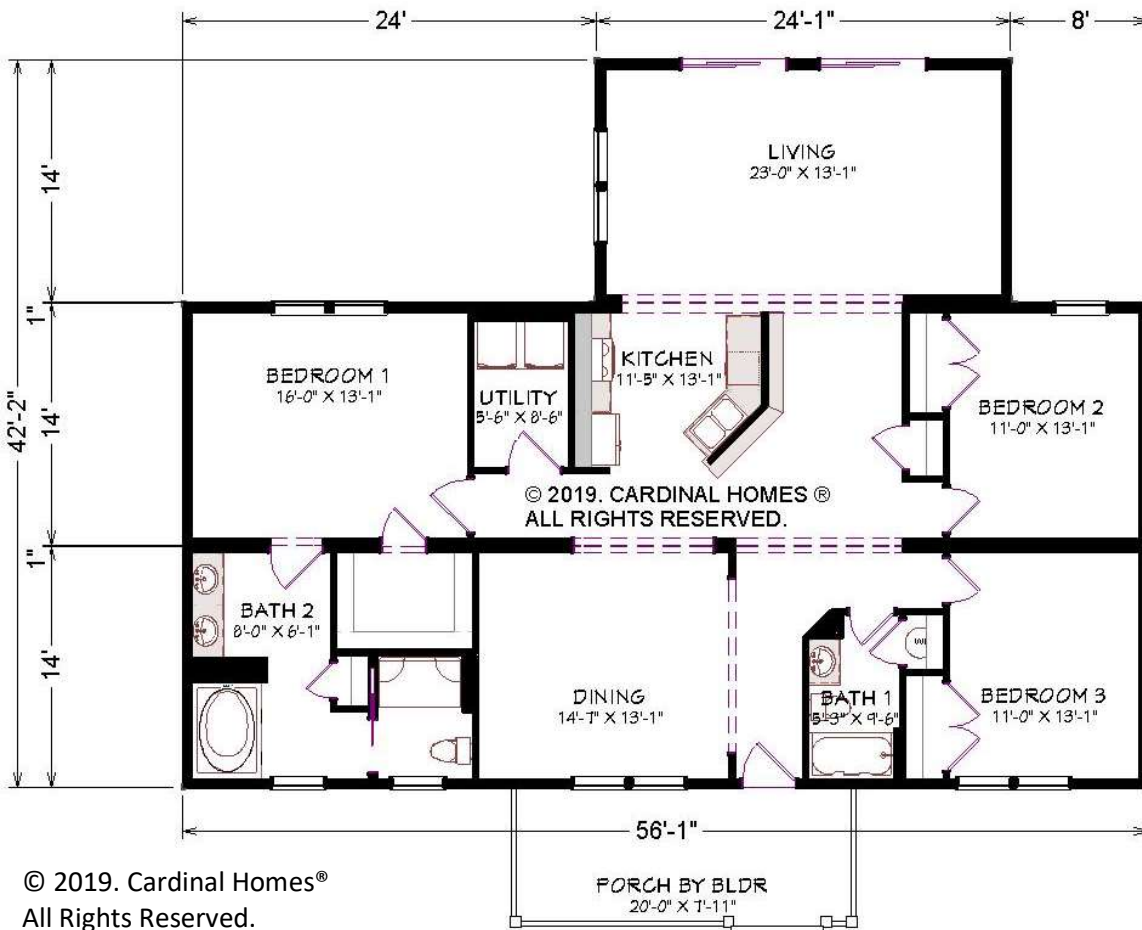 24'
24'-1"
8'
42'-2"
14'
1"
14'
1"
14'
LIVING
23'-0" X 13'-1"
BEDROOM 1
16'-0" X 13'-1"
UTILITY
5'-6" X 8'-6"
KITCHEN
11'-5" X 13'-1"
BEDROOM 2
11'-0" X 13'-1"
© 2019. CARDINAL HOMES ®
ALL RIGHTS RESERVED.
BATH 2
8'-0" X 6'-1"
DINING
14'-7" X 13'-1"
BATH 1
5'-3" X 9'-6"
BEDROOM 3
11'-0" X 13'-1"
56'-1"
PORCH BY BLDR
20'-0" X 7'-11"
© 2019. Cardinal Homes®
All Rights Reserved.